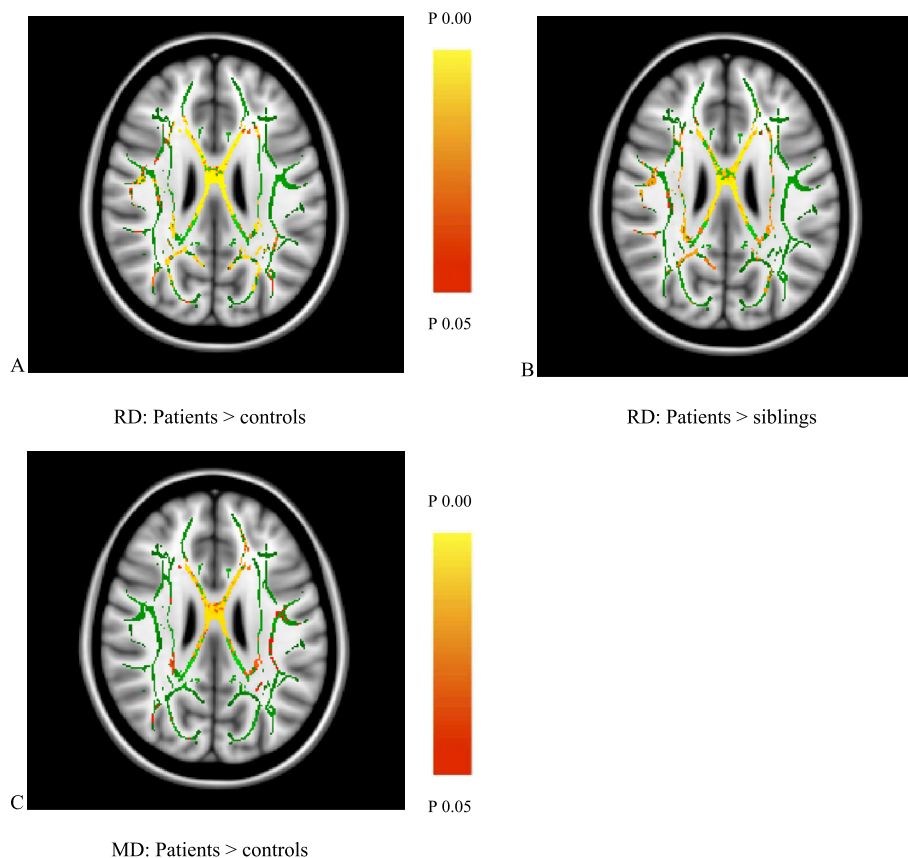 P 0.00
P 0.05
A
B
RD: Patients > controls
RD: Patients > siblings
P 0.00
P 0.05
C
MD: Patients > controls